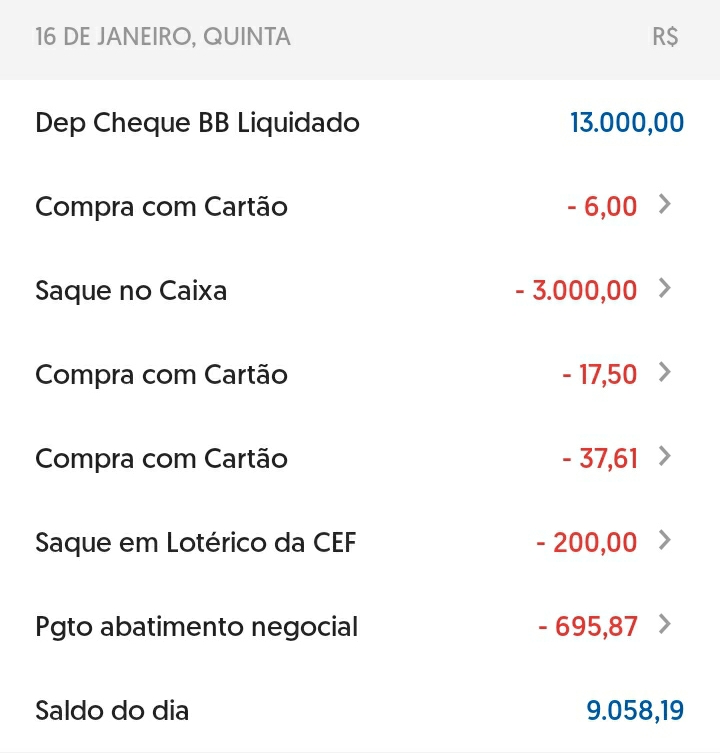 16 DE JANEIRO, QUINTA R$
Dep Cheque BB Liquidado 13.000,00
Compra com Cartão - 6,00
Saque no Caixa - 3.000,00
Compra com Cartão - 17,50
Compra com Cartão - 37,61
Saque em Lotérico da CEF - 200,00
Pgto abatimento negocial - 695,87
Saldo do dia 9.058,19